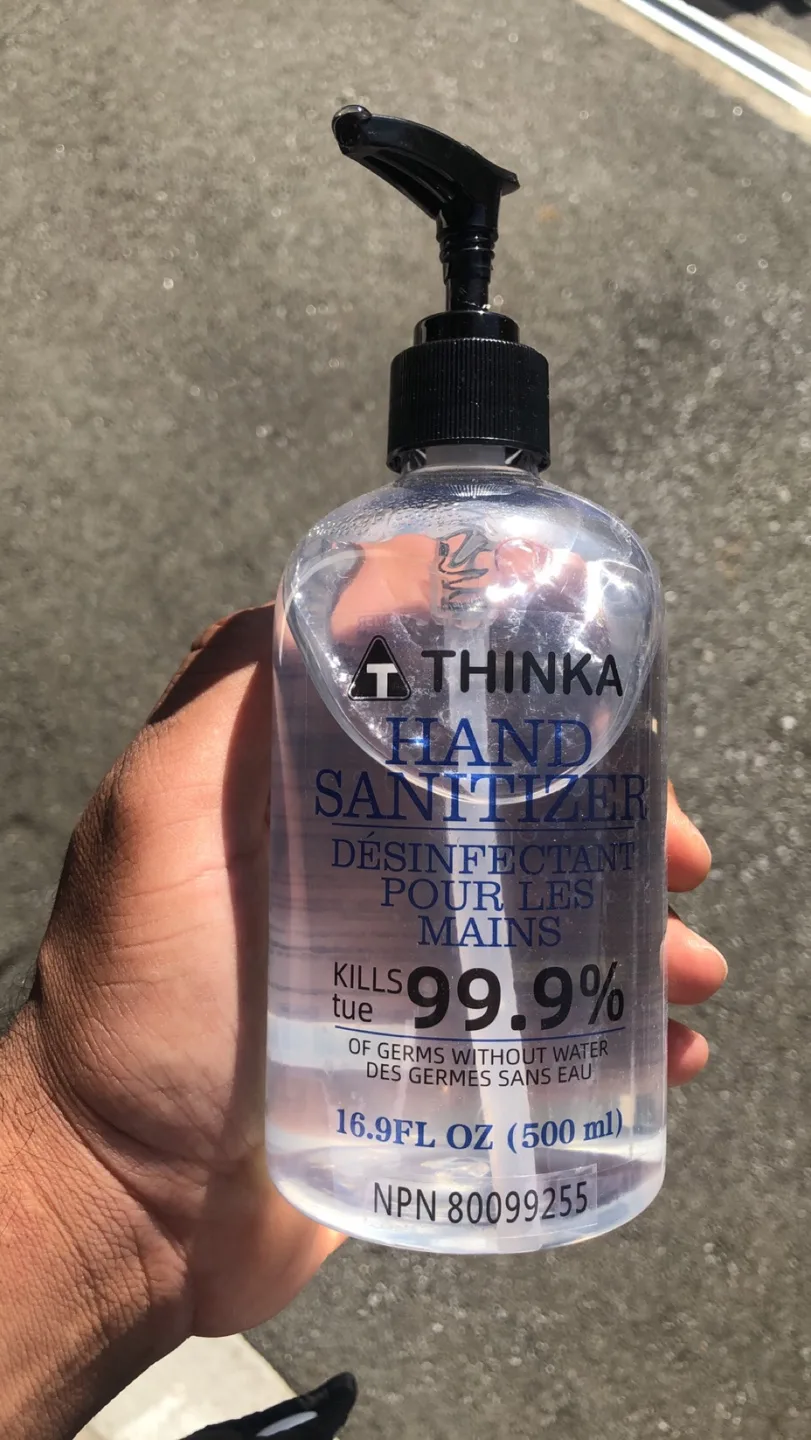 T THINKA
HAND
SANITIZER
DÉSINFECTANT
POUR LES
MAINS
KILLS
tue
99.9%
OF GERMS WITHOUT WATER
DES GERMES SANS EAU
16.9FL OZ (500 ml)
NPN 80099255